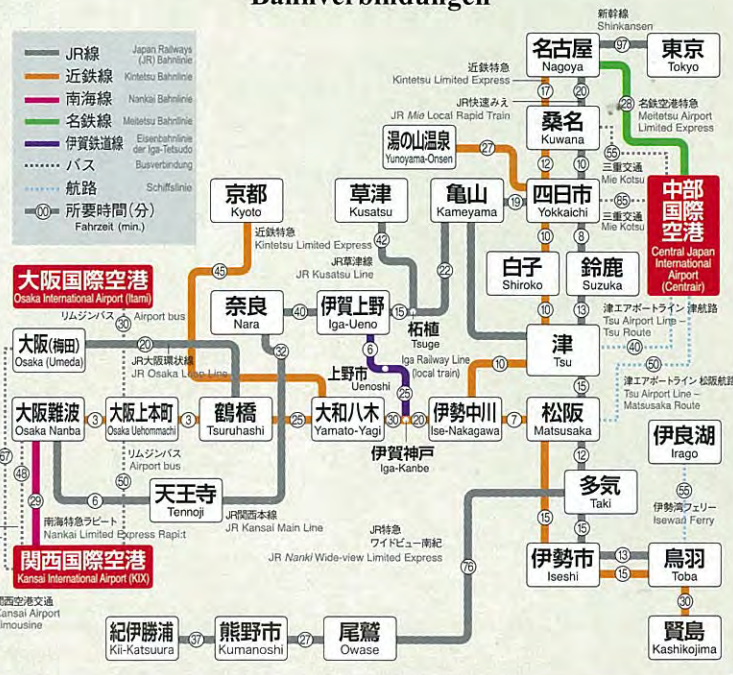 Bahnverbindungen
JR線 Japan Railways (JR) Bahnlinie
近鉄線 Kintetsu Bahnlinie
南海線 Nankai Bahnlinie
名鉄線 Meitetsu Bahnlinie
伊賀鉄道線 Eisenbahnlinie der Iga-Tetsudo
バス Busverbindung
航路 Schiffslinie
00 所要時間(分)
Fahrzeit (min.)
新幹線
Shinkansen
名古屋
Nagoya
97
東京
Tokyo
近鉄特急
Kintetsu Limited Express
17
20
JR快速みえ
JR Mie Local Rapid Train
28
名鉄空港特急
Meitetsu Airport
Limited Express
桑名
Kuwana
55
三重交通
Mie Kotsu
湯の山温泉
Yunoyama-Onsen
27
12
10
京都
Kyoto
草津
Kusatsu
亀山
Kameyama
19
四日市
Yokkaichi
85
三重交通
Mie Kotsu
中部
国際
空港
Central Japan
International
Airport
(Centrair)
近鉄特急
Kintetsu Limited Express
42
JR草津線
JR Kusatsu Line
22
10
8
45
白子
Shiroko
鈴鹿
Suzuka
大阪国際空港
Osaka International Airport (Itami)
リムジンバス
Airport bus
30
奈良
Nara
40
伊賀上野
Iga-Ueno
15
柘植
Tsuge
10
13
津エアポートライン 津航路
Tsu Airport Line –
Tsu Route
40
50
大阪(梅田)
Osaka (Umeda)
20
JR大阪環状線
JR Osaka Loop Line
32
6
上野市
Uenoshi
Iga Railway Line
(local train)
25
10
津
Tsu
15
津エアポートライン 松阪航路
Tsu Airport Line –
Matsusaka Route
大阪難波
Osaka Nanba
3
大阪上本町
Osaka Uehommachi
3
鶴橋
Tsuruhashi
25
大和八木
Yamato-Yagi
30
20
伊勢中川
Ise-Nakagawa
7
松阪
Matsusaka
伊賀神戸
Iga-Kanbe
伊良湖
Irago
67
48
29
リムジンバス
Airport bus
50
6
天王寺
Tennoji
JR関西本線
JR Kansai Main Line
12
多気
Taki
55
伊勢湾フェリー
Isewan Ferry
南海特急ラピート
Nankai Limited Express Rapi:t
JR特急
ワイドビュー南紀
JR Nanki Wide-view Limited Express
76
15
15
関西国際空港
Kansai International Airport (KIX)
伊勢市
Iseshi
13
15
鳥羽
Toba
関西空港交通
Kansai Airport
Limousine
30
紀伊勝浦
Kii-Katsuura
37
熊野市
Kumanoshi
27
尾鷲
Owase
賢島
Kashikojima